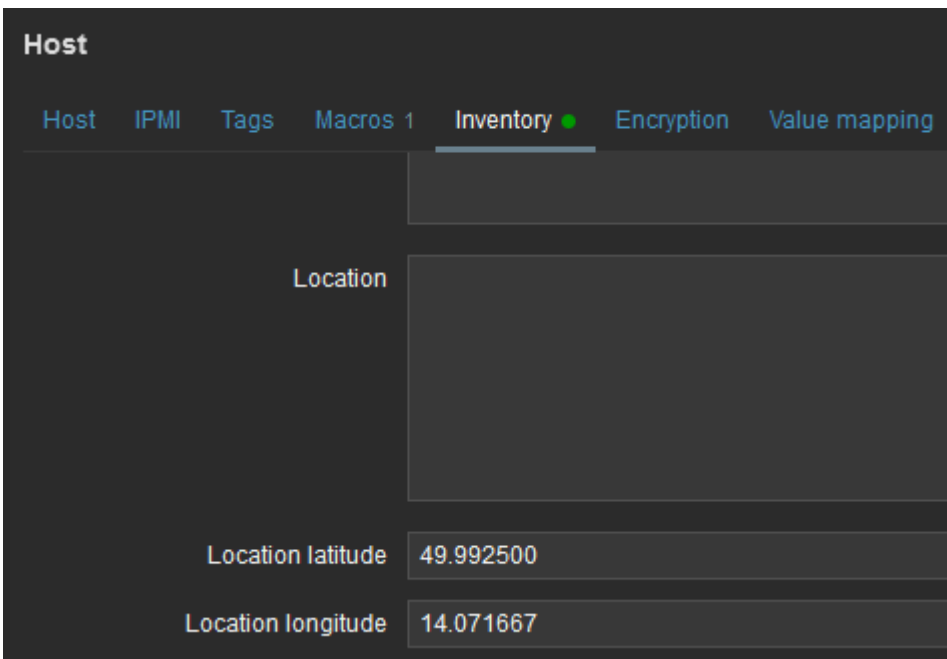 Host
Host IPMI Tags Macros 1 Inventory Encryption Value mapping
Location
Location latitude 49.992500
Location longitude 14.071667